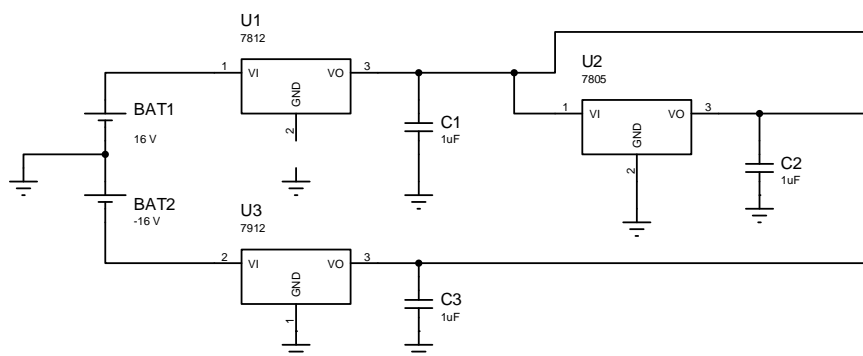 U1
7812
1
VI
VO
3
GND
2
BAT1
16 V
C1
1uF
U2
7805
1
VI
VO
3
GND
2
C2
1uF
BAT2
-16 V
U3
7912
2
VI
VO
3
GND
1
C3
1uF